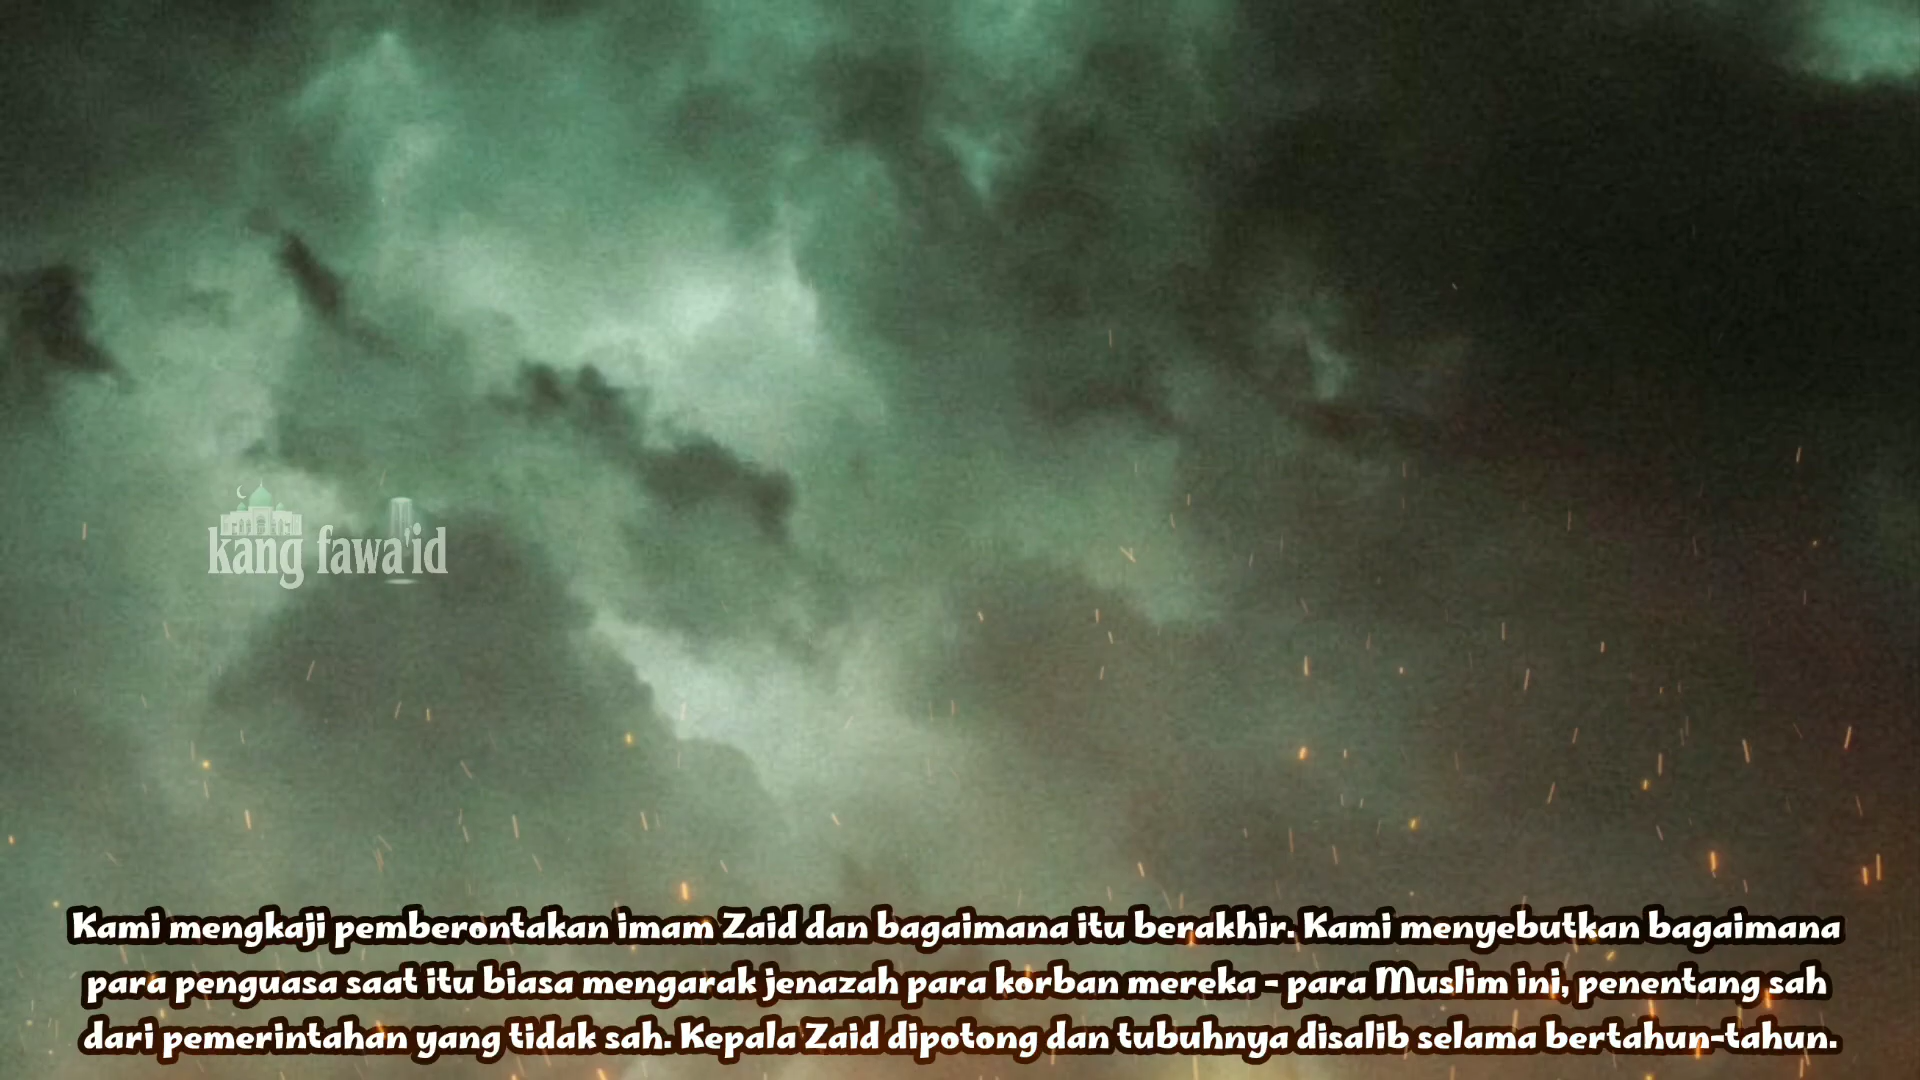 kang fawa'id
Kami mengkaji pemberontakan imam Zaid dan bagaimana itu berakhir. Kami menyebutkan bagaimana
para penguasa saat itu biasa mengarak jenazah para korban mereka - para Muslim ini, penentang sah
dari pemerintahan yang tidak sah. Kepala Zaid dipotong dan tubuhnya disalib selama bertahun-tahun.